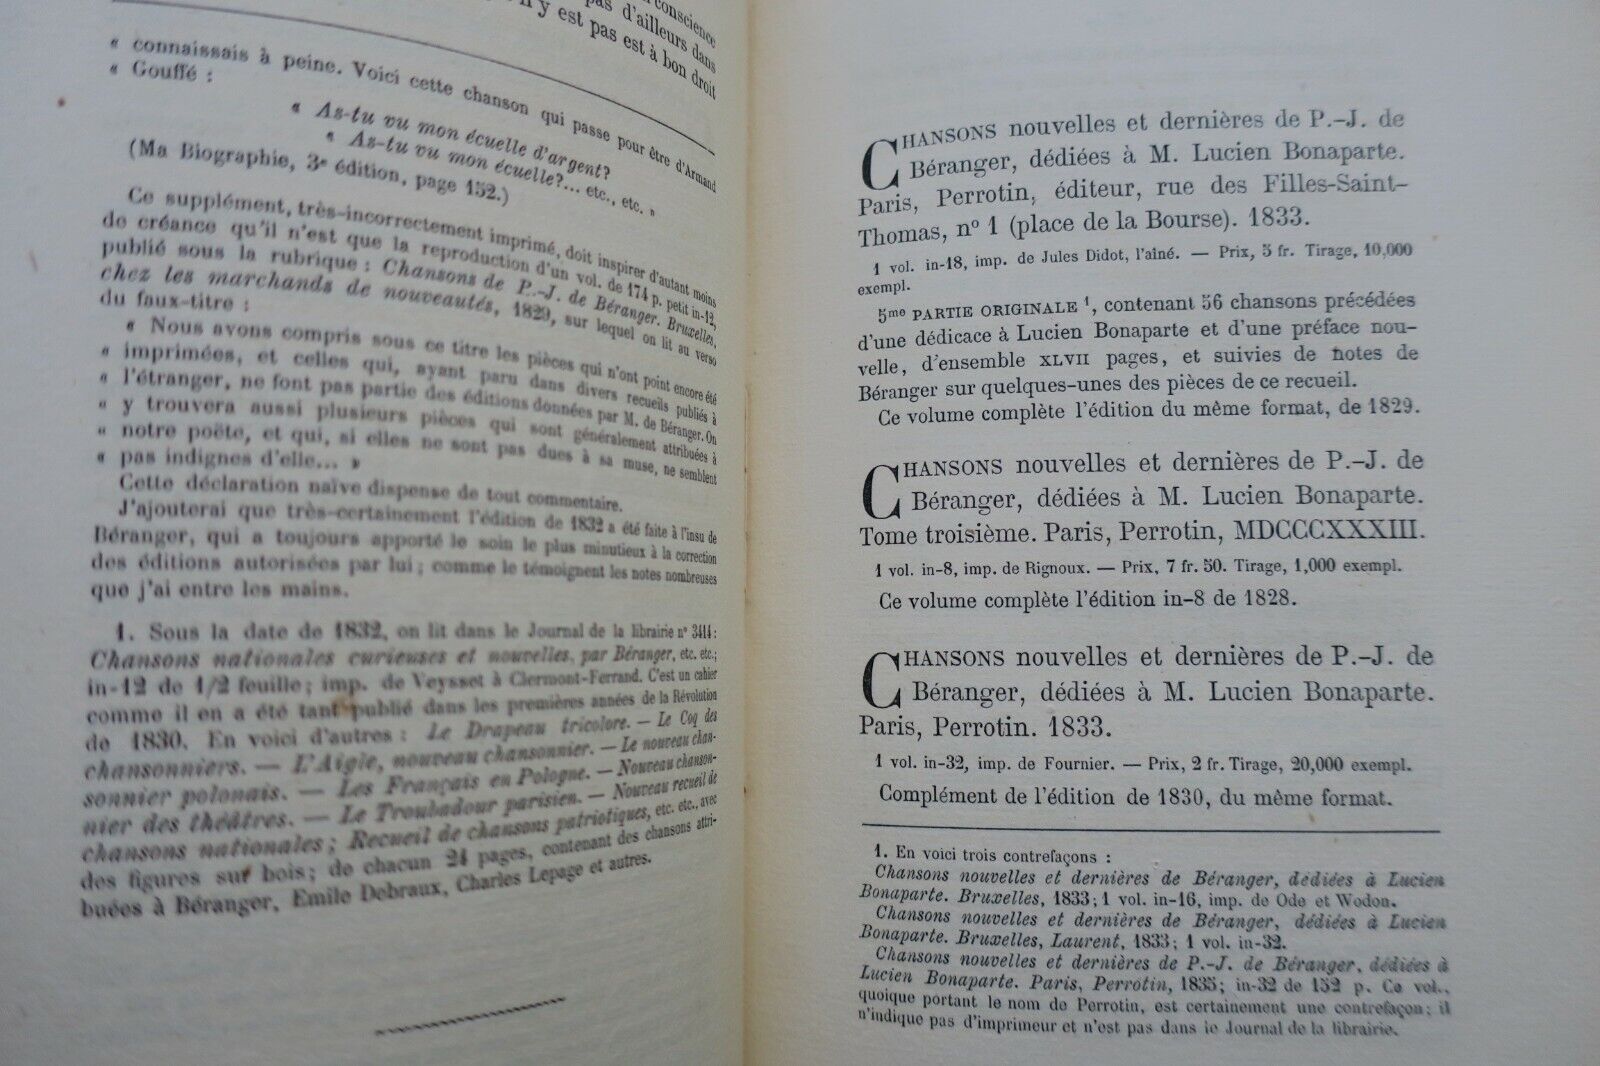 conscience
pas d'ailleurs dans
n'y est pas est à bon droit
« connaissais à peine. Voici cette chanson qui passe pour être d'Armand
« Gouffé :
« As-tu vu mon écuelle d'argent?
« As-tu vu mon écuelle?... etc., etc. »
(Ma Biographie, 3e édition, page 152.)
Ce supplément, très-incorrectement imprimé, doit inspirer d'autant moins
de créance qu'il n'est que la reproduction d'un vol. de 174 p. petit in-12,
publié sous la rubrique : Chansons de P.-J. de Béranger. Bruxelles,
chez les marchands de nouveautés, 1829, sur lequel on lit au verso
du faux-titre :
« Nous avons compris sous ce titre les pièces qui n'ont point encore été
« imprimées, et celles qui, ayant paru dans divers recueils publiés à
« l'étranger, ne font pas partie des éditions données par M. de Béranger. On
« y trouvera aussi plusieurs pièces qui sont généralement attribuées à
« notre poëte, et qui, si elles ne sont pas dues à sa muse, ne semblent
« pas indignes d'elle... »
Cette déclaration naïve dispense de tout commentaire.
J'ajouterai que très-certainement l'édition de 1832 a été faite à l'insu de
Béranger, qui a toujours apporté le soin le plus minutieux à la correction
des éditions autorisées par lui ; comme le témoignent les notes nombreuses
que j'ai entre les mains.
1. Sous la date de 1832, on lit dans le Journal de la librairie n° 3414 :
Chansons nationales curieuses et nouvelles, par Béranger, etc. etc.;
in-12 de 1/2 feuille ; imp. de Veysset à Clermont-Ferrand. C'est un cahier
comme il en a été tant publié dans les premières années de la Révolution
de 1830. En voici d'autres : Le Drapeau tricolore. — Le Coq des
chansonniers. — L'Aigle, nouveau chansonnier. — Le nouveau chan-
sonnier polonais. — Les Français en Pologne. — Nouveau chanson-
nier des théâtres. — Le Troubadour parisien. — Nouveau recueil de
chansons nationales ; Recueil de chansons patriotiques, etc. etc., avec
des figures sur bois ; de chacun 24 pages, contenant des chansons attri-
buées à Béranger, Emile Debraux, Charles Lepage et autres.
CHANSONS nouvelles et dernières de P.-J. de
Béranger, dédiées à M. Lucien Bonaparte.
Paris, Perrotin, éditeur, rue des Filles-Saint-
Thomas, no 1 (place de la Bourse). 1833.
1 vol. in-18, imp. de Jules Didot, l'aîné. — Prix, 5 fr. Tirage, 10,000
exempl.
5me PARTIE ORIGINALE 1, contenant 56 chansons précédées
d'une dédicace à Lucien Bonaparte et d'une préface nou-
velle, d'ensemble XLVII pages, et suivies de notes de
Béranger sur quelques-unes des pièces de ce recueil.
Ce volume complète l'édition du même format, de 1829.
CHANSONS nouvelles et dernières de P.-J. de
Béranger, dédiées à M. Lucien Bonaparte.
Tome troisième. Paris, Perrotin, MDCCCXXXIII.
1 vol. in-8, imp. de Rignoux. — Prix, 7 fr. 50. Tirage, 1,000 exempl.
Ce volume complète l'édition in-8 de 1828.
CHANSONS nouvelles et dernières de P.-J. de
Béranger, dédiées à M. Lucien Bonaparte.
Paris, Perrotin. 1833.
1 vol. in-32, imp. de Fournier. — Prix, 2 fr. Tirage, 20,000 exempl.
Complément de l'édition de 1830, du même format.
1. En voici trois contrefaçons :
Chansons nouvelles et dernières de Béranger, dédiées à Lucien
Bonaparte. Bruxelles, 1833 ; 1 vol. in-16, imp. de Ode et Wodon.
Chansons nouvelles et dernières de Béranger, dédiées à Lucien
Bonaparte. Bruxelles, Laurent, 1833 ; 1 vol. in-32.
Chansons nouvelles et dernières de P.-J. de Béranger, dédiées à
Lucien Bonaparte. Paris, Perrotin, 1835 ; in-32 de 152 p. Ce vol.,
quoique portant le nom de Perrotin, est certainement une contrefaçon ; il
n'indique pas d'imprimeur et n'est pas dans le Journal de la librairie.